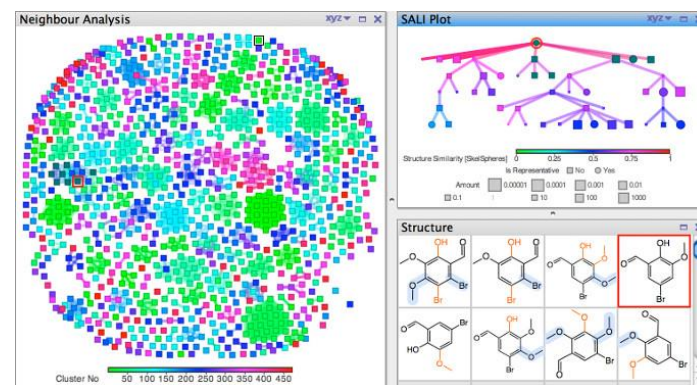 Neighbour Analysis
xyz
Cluster No
50 100 150 200 250 300 350 400 450
SALI Plot
xyz
Structure Similarity [SkelSpheres]
0 0.25 0.5 0.75 1
Is Representative No Yes
Amount 0.00001 0.0001 0.001 0.01
0.1 1 10 100 1000
Structure
OH O Br Br
OH O Br Br
O OH O O Br
O OH O Br
O Br OH O
O OH O O Br
O O O O Br
O O O Br